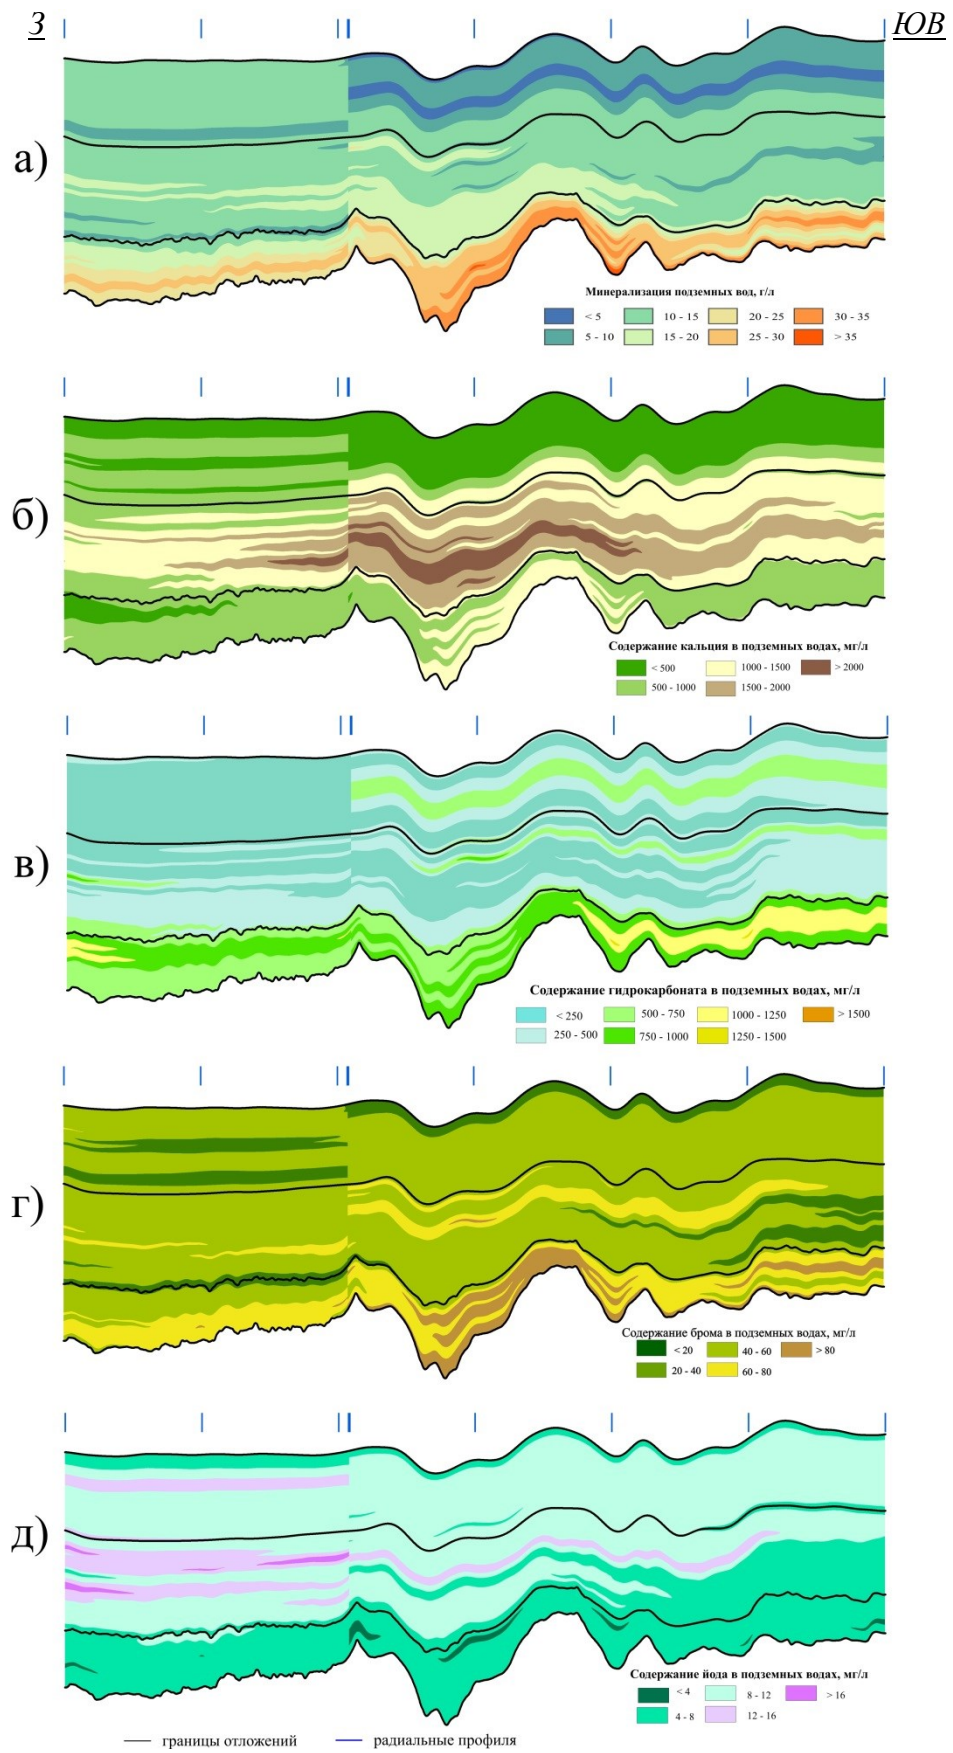 З ЮВ
а)
Минерализация подземных вод, г/л
< 5 10 - 15 20 - 25 30 - 35
5 - 10 15 - 20 25 - 30 > 35
б)
Содержание кальция в подземных водах, мг/л
< 500 1000 - 1500 > 2000
500 - 1000 1500 - 2000
в)
Содержание гидрокарбоната в подземных водах, мг/л
< 250 500 - 750 1000 - 1250 > 1500
250 - 500 750 - 1000 1250 - 1500
г)
Содержание брома в подземных водах, мг/л
< 20 40 - 60 > 80
20 - 40 60 - 80
д)
Содержание йода в подземных водах, мг/л
< 4 8 - 12 > 16
4 - 8 12 - 16
границы отложений радиальные профиля